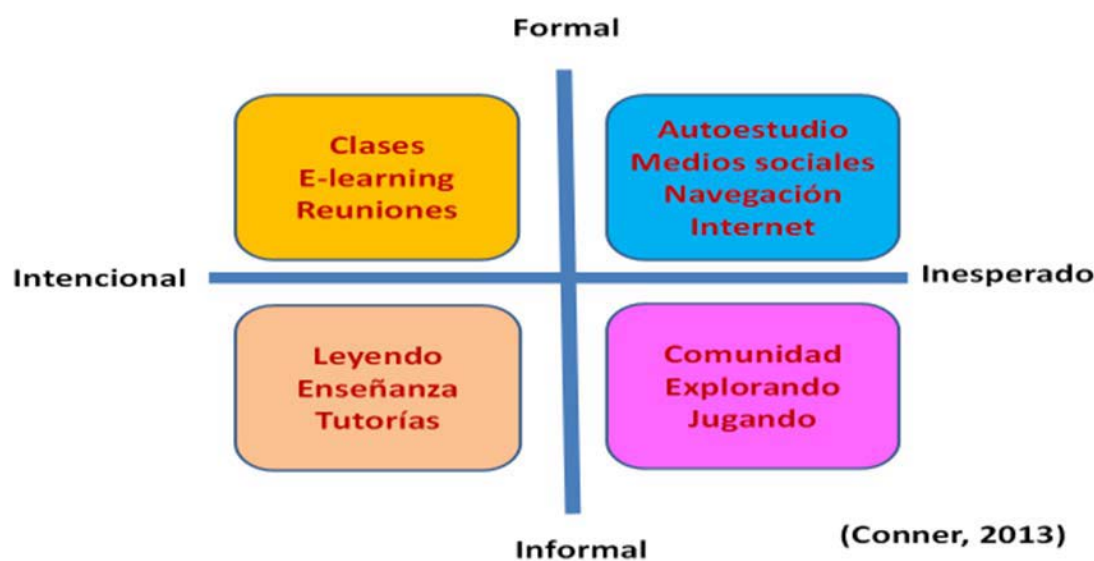 Formal
Clases
E-learning
Reuniones
Autoestudio
Medios sociales
Navegación
Internet
Intencional
Inesperado
Leyendo
Enseñanza
Tutorías
Comunidad
Explorando
Jugando
Informal
(Conner, 2013)